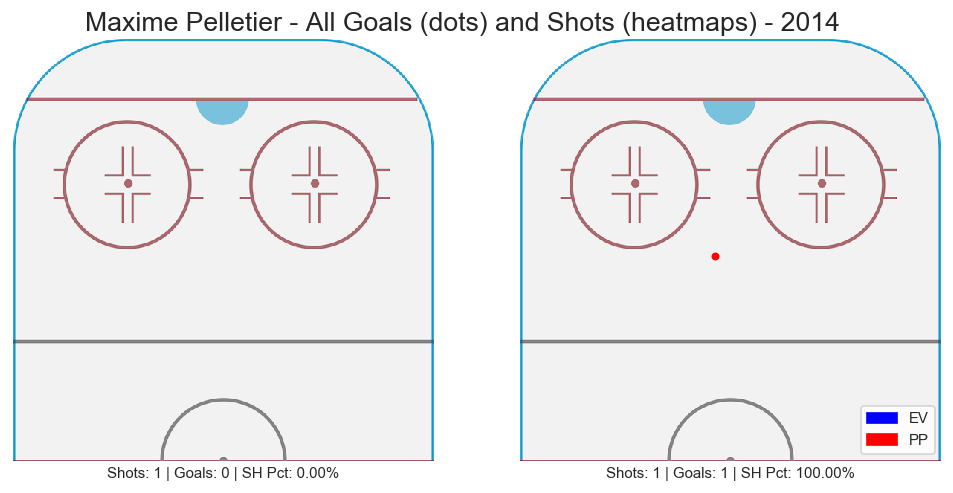 Maxime Pelletier - All Goals (dots) and Shots (heatmaps) - 2014
EV
PP
Shots: 1 | Goals: 0 | SH Pct: 0.00%
Shots: 1 | Goals: 1 | SH Pct: 100.00%